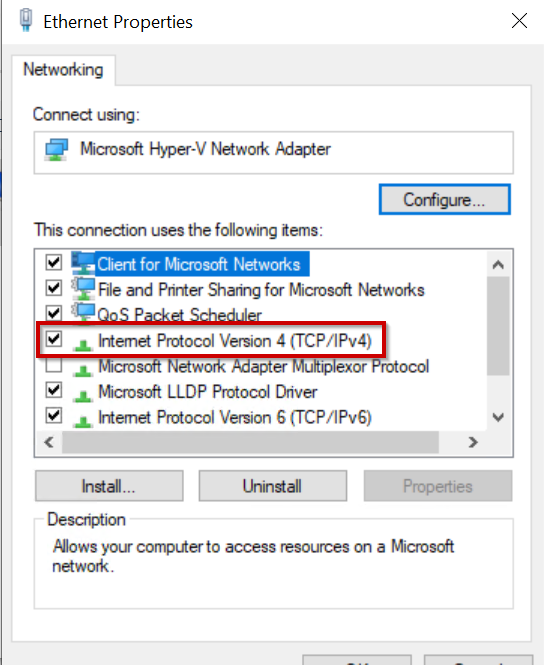 Ethernet Properties
Networking
Connect using:
Microsoft Hyper-V Network Adapter
Configure...
This connection uses the following items:
Client for Microsoft Networks
File and Printer Sharing for Microsoft Networks
QoS Packet Scheduler
Internet Protocol Version 4 (TCP/IPv4)
Microsoft Network Adapter Multiplexor Protocol
Microsoft LLDP Protocol Driver
Internet Protocol Version 6 (TCP/IPv6)
Install...
Uninstall
Properties
Description
Allows your computer to access resources on a Microsoft
network.